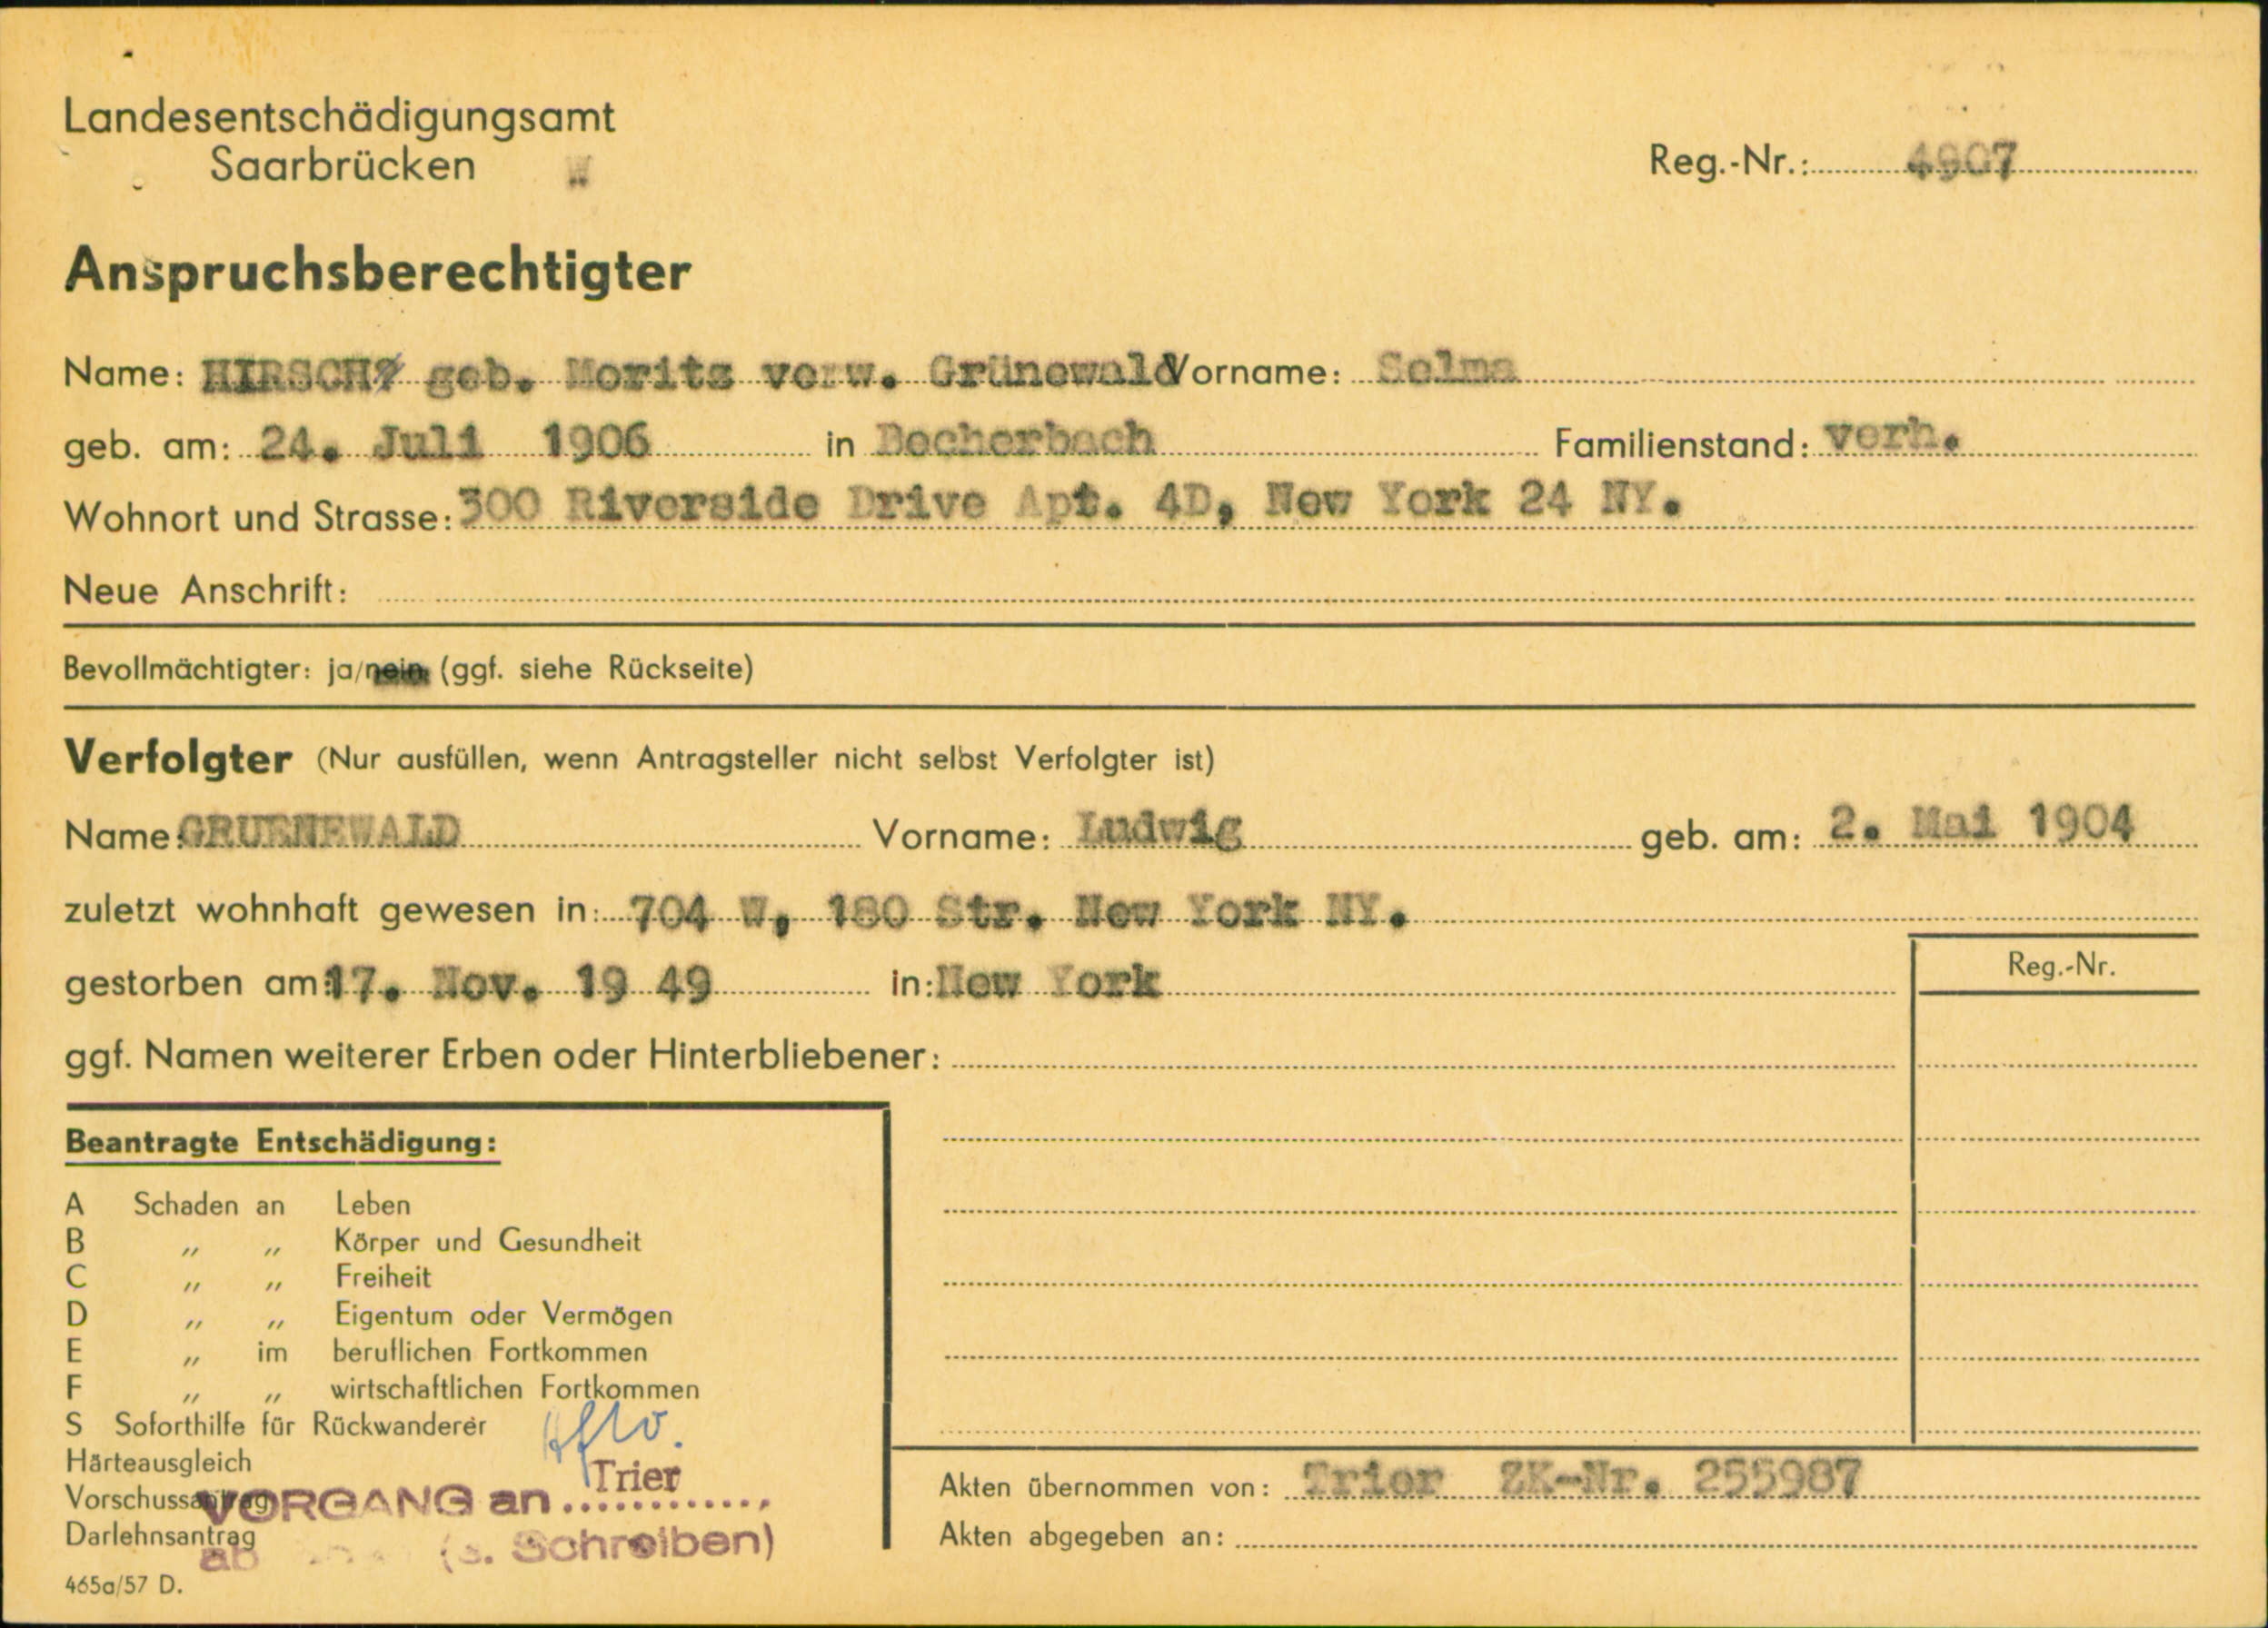 Landesentschädigungsamt
Saarbrücken W
Reg.-Nr.: 4907
Anspruchsberechtigter
Name: HIRSCH, geb. Moritz verw. Grünewald Vorname: Selma
geb. am: 24. Juli 1906 in Becherbach Familienstand: verh.
Wohnort und Strasse: 300 Riverside Drive Apt. 4D, New York 24 NY.
Neue Anschrift:
Bevollmächtigter: ja/nein (ggf. siehe Rückseite)
Verfolgter (Nur ausfüllen, wenn Antragsteller nicht selbst Verfolgter ist)
Name: GRUENEWALD Vorname: Ludwig geb. am: 2. Mai 1904
zuletzt wohnhaft gewesen in: 704 W, 180 Str. New York NY.
gestorben am: 17. Nov. 19 49 in: New York
Reg.-Nr.
ggf. Namen weiterer Erben oder Hinterbliebener:
Beantragte Entschädigung:
A Schaden an Leben
B " " Körper und Gesundheit
C " " Freiheit
D " " Eigentum oder Vermögen
E " im beruflichen Fortkommen
F " " wirtschaftlichen Fortkommen
S Soforthilfe für Rückwanderer
Härteausgleich
Vorschussantrag
Darlehnsantrag
VORGANG an Trier
ab (s. Schreiben)
465a/57 D.
Akten übernommen von: Trier ZK-Nr. 255987
Akten abgegeben an: